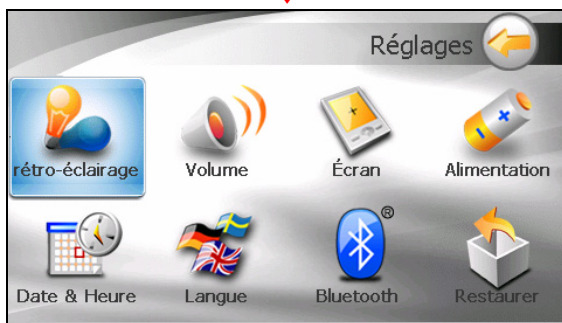 Réglages
rétro-éclairage Volume Écran Alimentation
Date & Heure Langue Bluetooth ® Restaurer